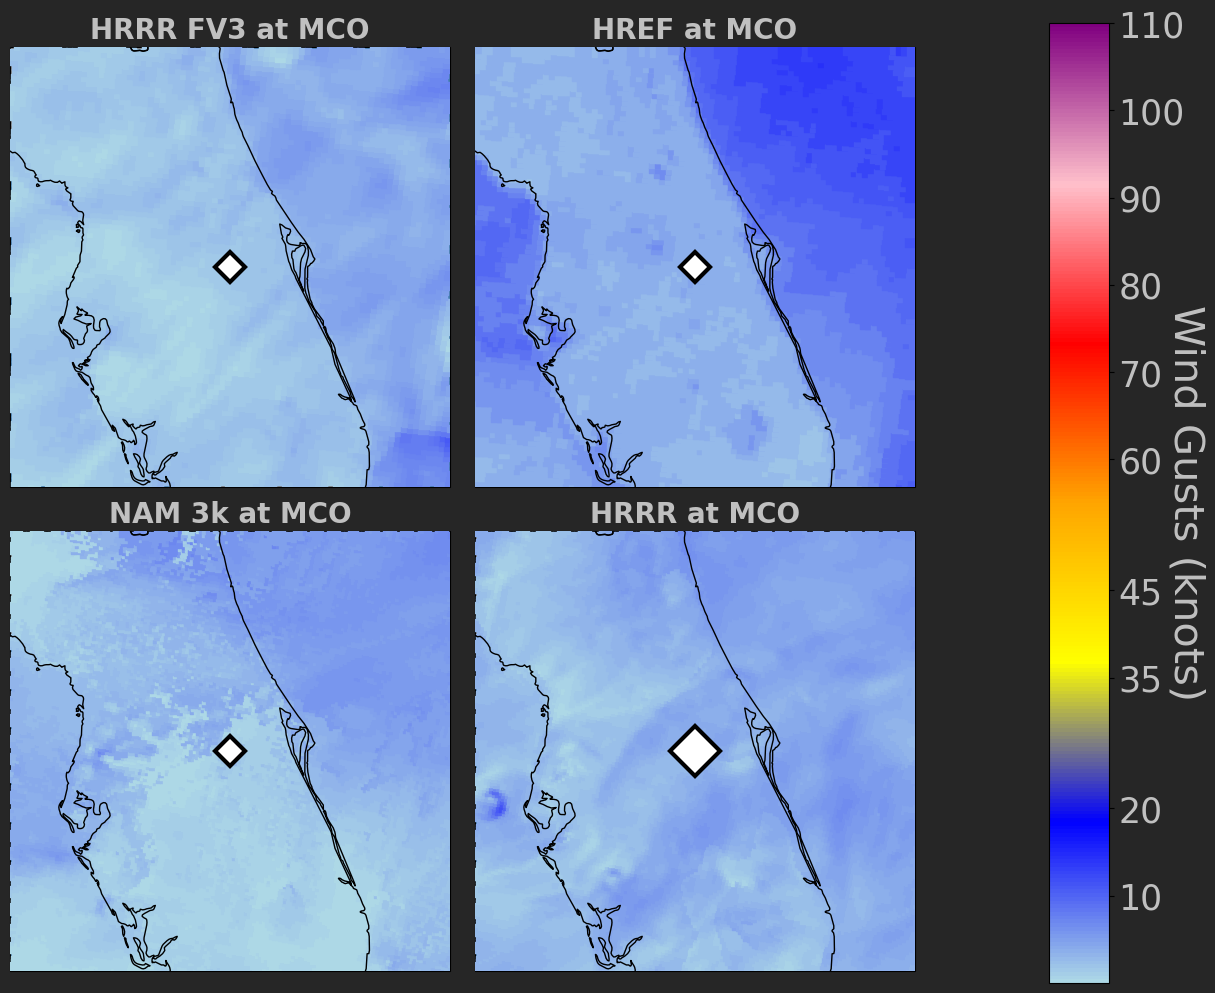 HRRR FV3 at MCO
HREF at MCO
NAM 3k at MCO
HRRR at MCO
110
100
90
80
70
60
45
35
20
10
Wind Gusts (knots)